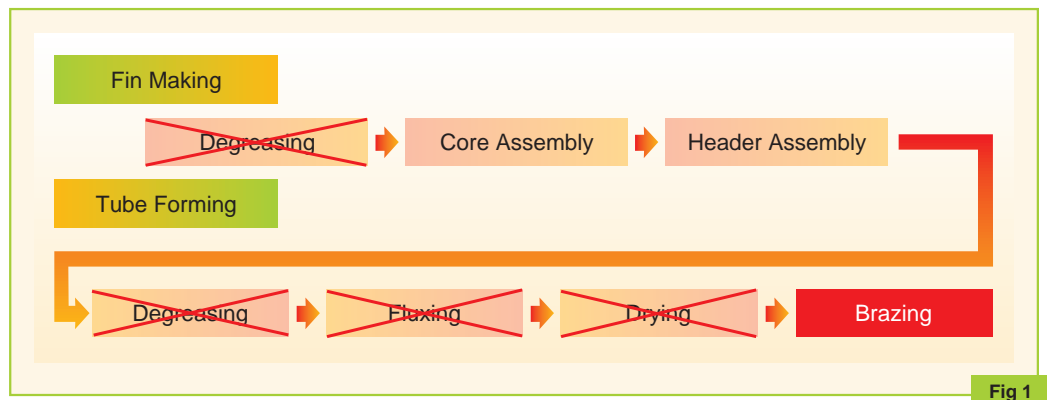 Fin Making
Degreasing
Core Assembly
Header Assembly
Tube Forming
Degreasing
Fluxing
Drying
Brazing
Fig 1